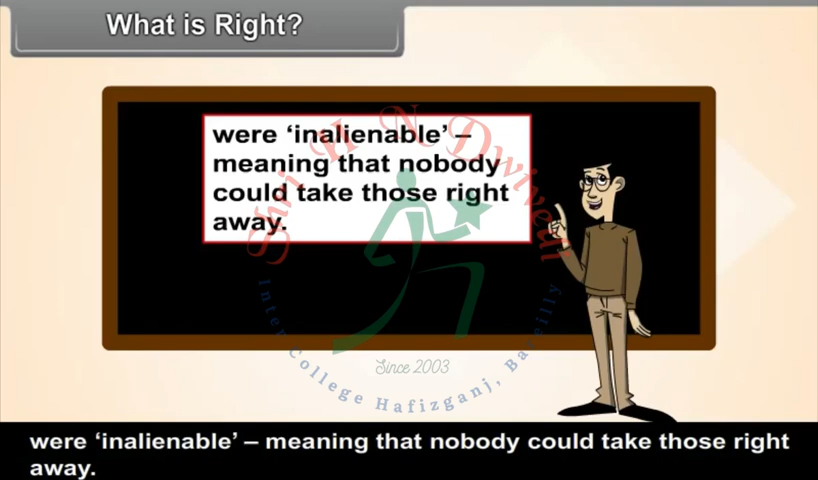 What is Right?
were ‘inalienable’ –
meaning that nobody
could take those right
away.
Shri H N Dwivedi
Since 2003
Inter College Hafizganj, Bareilly
were ‘inalienable’ – meaning that nobody could take those right
away.